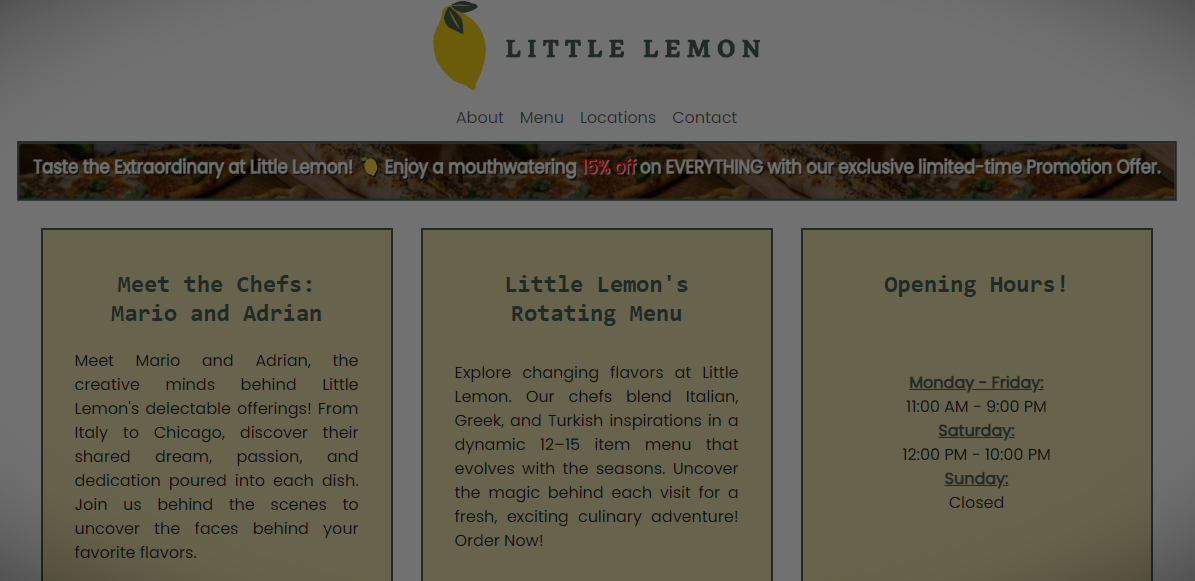 LITTLE LEMON
About Menu Locations Contact
Taste the Extraordinary at Little Lemon! 🍋 Enjoy a mouthwatering 15% off on EVERYTHING with our exclusive limited-time Promotion Offer.
Meet the Chefs:
Mario and Adrian
Meet Mario and Adrian, the
creative minds behind Little
Lemon's delectable offerings! From
Italy to Chicago, discover their
shared dream, passion, and
dedication poured into each dish.
Join us behind the scenes to
uncover the faces behind your
favorite flavors.
Little Lemon's
Rotating Menu
Explore changing flavors at Little
Lemon. Our chefs blend Italian,
Greek, and Turkish inspirations in a
dynamic 12–15 item menu that
evolves with the seasons. Uncover
the magic behind each visit for a
fresh, exciting culinary adventure!
Order Now!
Opening Hours!
Monday - Friday:
11:00 AM - 9:00 PM
Saturday:
12:00 PM - 10:00 PM
Sunday:
Closed